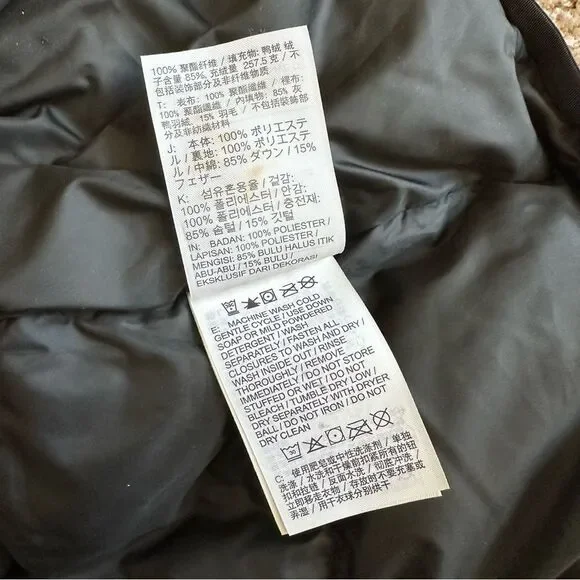 100% 聚酯纤维 / 填充物: 鸭绒 绒
子含量 85%, 充绒量 257.5 克 / 不
包括装饰部分及非纤维物质
T: 表布: 100% 聚酯纖維 / 裡布:
100% 聚酯纖維 / 內填物: 85% 灰
鴨羽絨, 15% 羽毛 / 不包括裝飾部
分及非紡織材料
J: 本体: 100% ポリエステ
ル / 裏地: 100% ポリエステ
ル / 中綿: 85% ダウン / 15%
フェザー
K: 섬유혼용율 / 겉감:
100% 폴리에스터 / 안감:
100% 폴리에스터 / 충전재:
85% 솜털 / 15% 깃털
IN: BADAN: 100% POLIESTER /
LAPISAN: 100% POLIESTER /
MENGISI: 85% BULU HALUS ITIK
ABU-ABU / 15% BULU /
EKSKLUSIF DARI DEKORASI
E: MACHINE WASH COLD
GENTLE CYCLE / USE DOWN
SOAP OR MILD POWDERED
DETERGENT / WASH
SEPARATELY / FASTEN ALL
CLOSURES TO WASH AND DRY /
WASH INSIDE OUT / RINSE
THOROUGHLY / REMOVE
IMMEDIATELY / DO NOT STORE
STUFFED OR WET / DO NOT
BLEACH / TUMBLE DRY LOW /
DRY SEPARATELY WITH DRYER
BALL / DO NOT IRON / DO NOT
DRY CLEAN
C: 使用肥皂或中性洗涤剂 / 单独
洗涤 / 水洗和干燥前扣紧所有的钮
扣和拉链 / 反面水洗 / 彻底冲洗 /
立即移走衣物 / 存放时不要充塞或
弄湿 / 用干衣球分别烘干